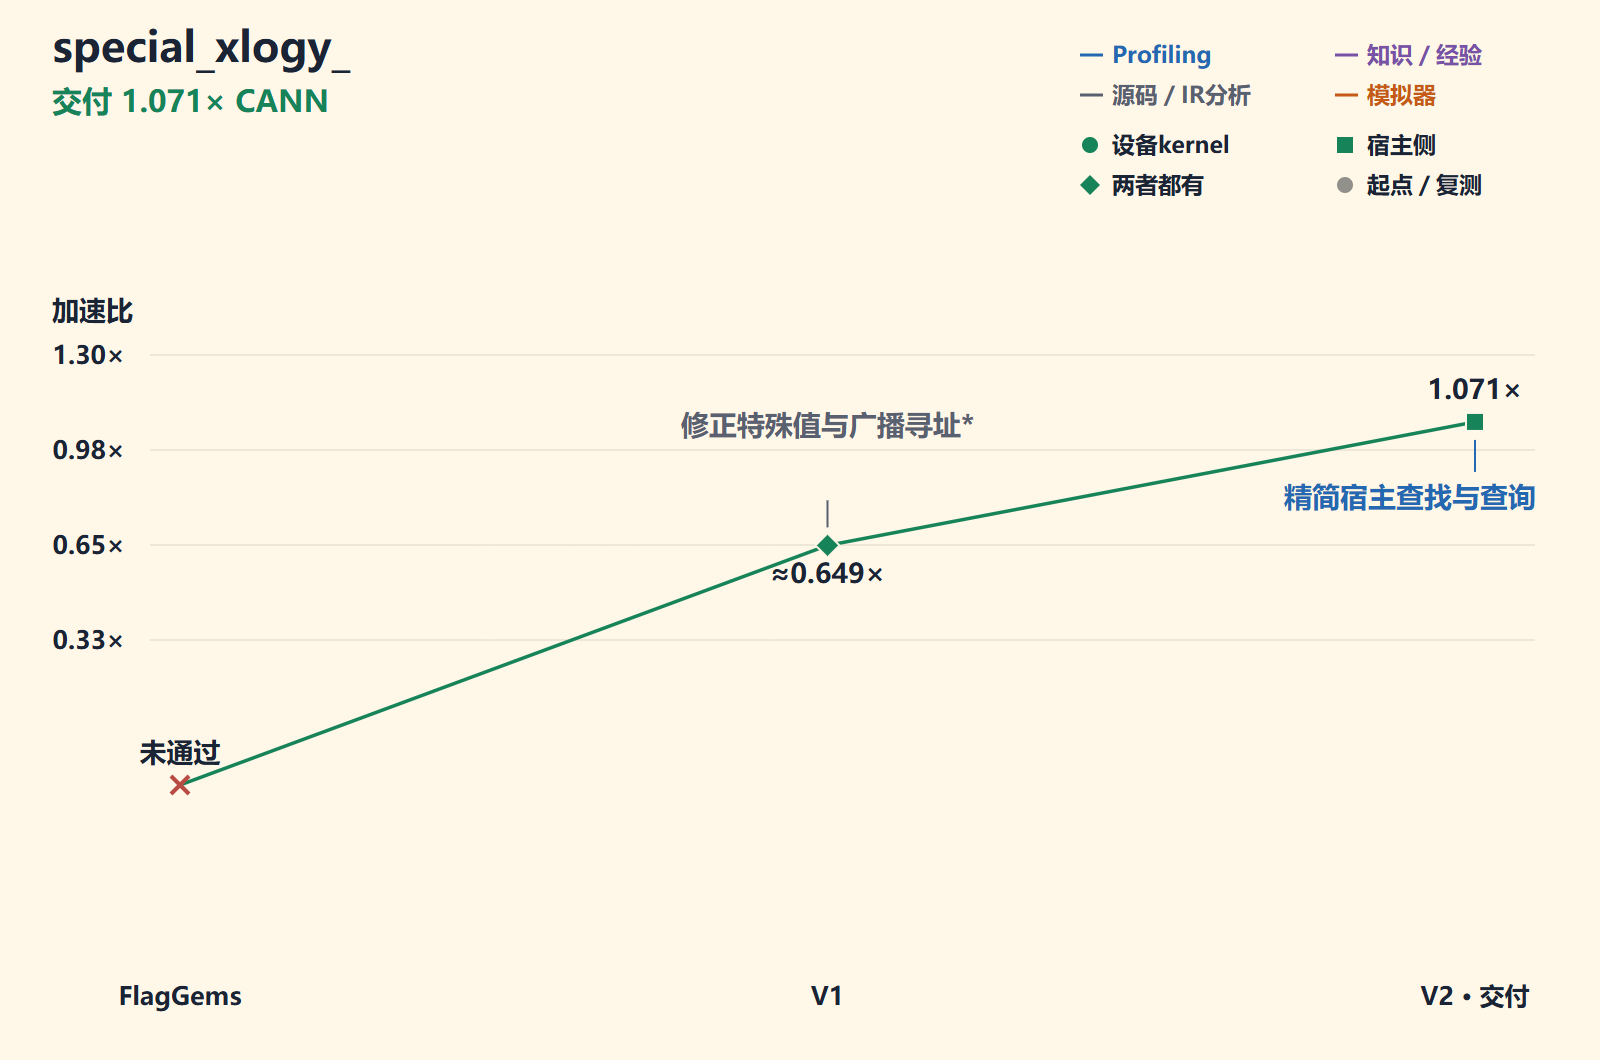 special_xlogy_
交付 1.071× CANN
Profiling
知识 / 经验
源码 / IR分析
模拟器
设备kernel
宿主侧
两者都有
起点 / 复测
加速比
1.30×
1.071×
修正特殊值与广播寻址*
0.98×
精简宿主查找与查询
0.65×
≈0.649×
0.33×
未通过
FlagGems
V1
V2 • 交付